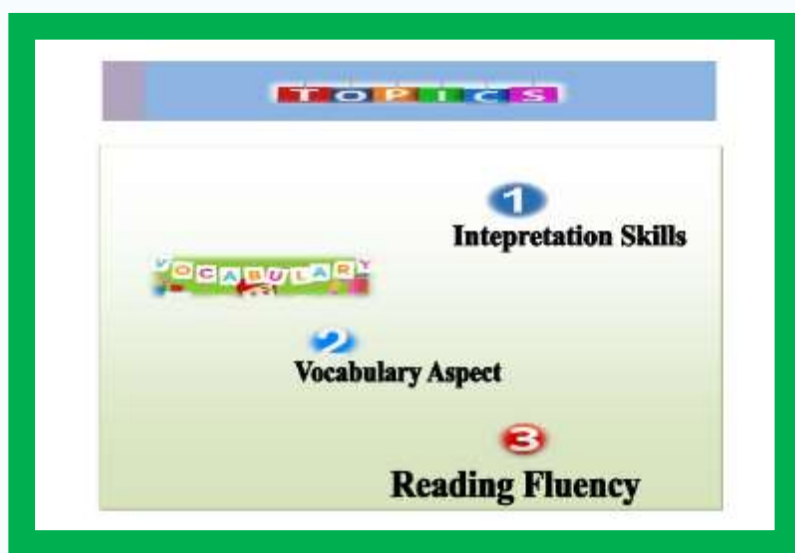 TOPICS
1
Intepretation Skills
VOCABULARY
2
Vocabulary Aspect
3
Reading Fluency